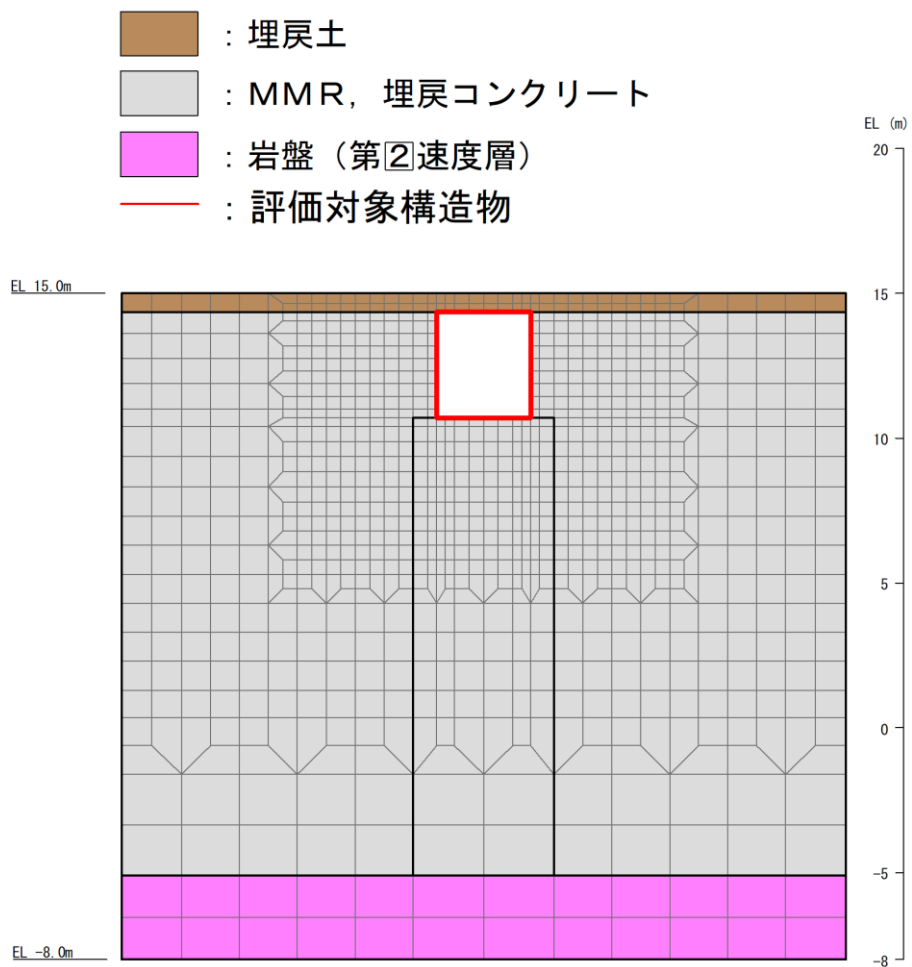 ：埋戻土
：ＭＭＲ，埋戻コンクリート
：岩盤（第2速度層）
：評価対象構造物
EL (m)
20
EL 15.0m
15
10
5
0
-5
EL -8.0m
-8